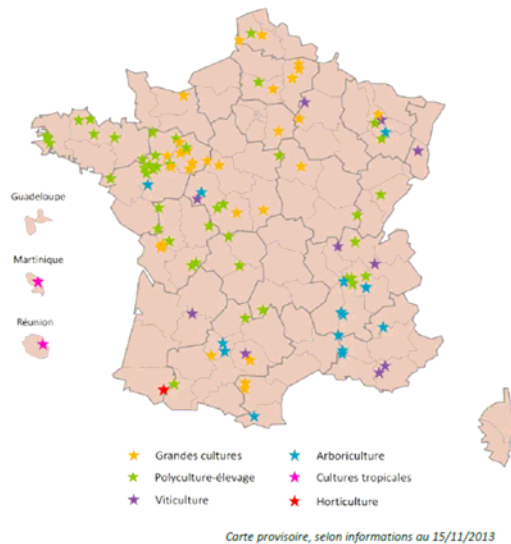 Guadeloupe
Martinique
Réunion
Grandes cultures
Arboriculture
Polyculture-élevage
Cultures tropicales
Viticulture
Horticulture
Carte provisoire, selon informations au 15/11/2013